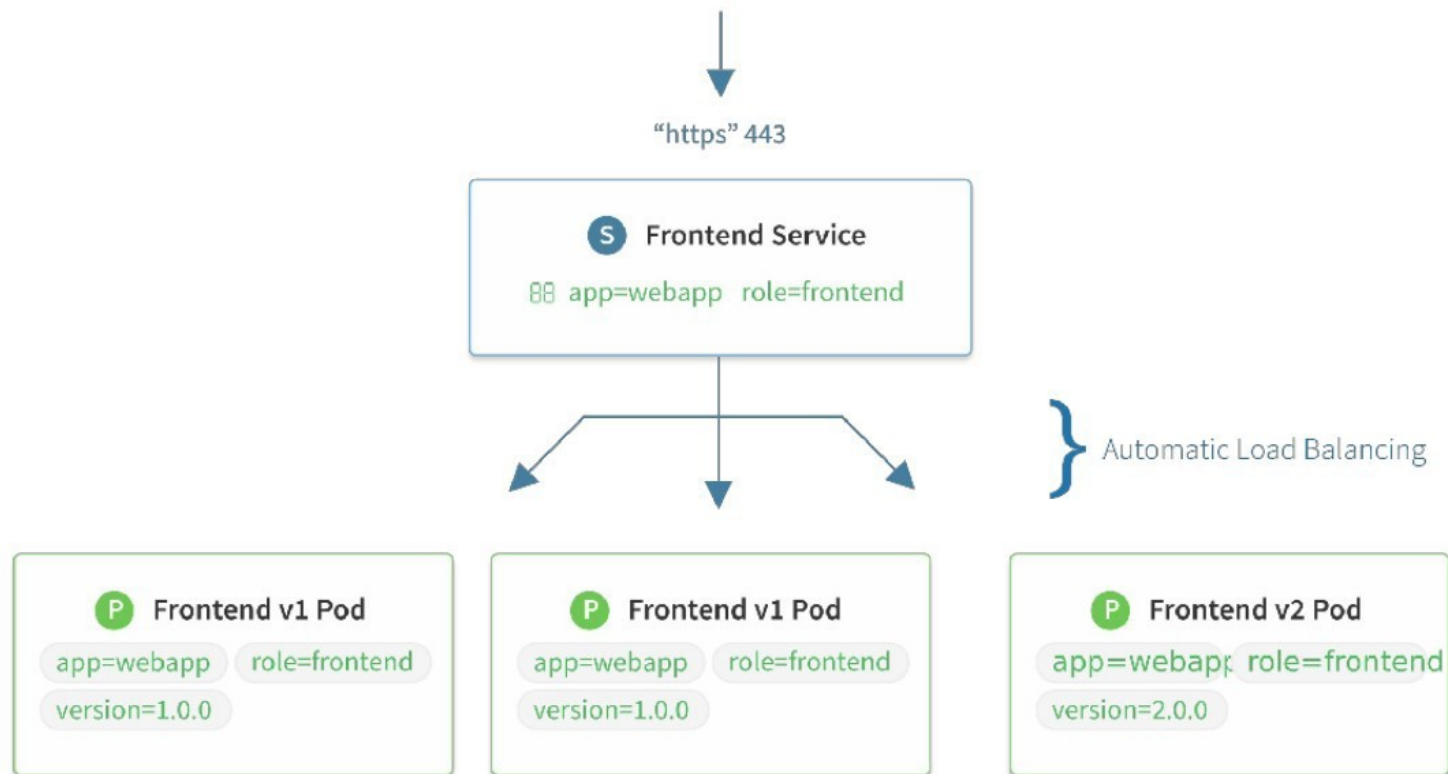 “https” 443
S Frontend Service
app=webapp role=frontend
Automatic Load Balancing
P Frontend v1 Pod
app=webapp role=frontend
version=1.0.0
P Frontend v1 Pod
app=webapp role=frontend
version=1.0.0
P Frontend v2 Pod
app=webapp role=frontend
version=2.0.0